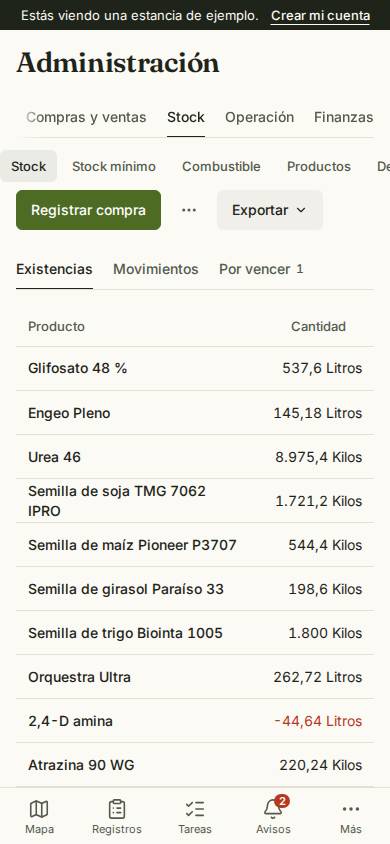 Estás viendo una estancia de ejemplo. Crear mi cuenta
Administración
Compras y ventas Stock Operación Finanzas
Stock Stock mínimo Combustible Productos
Registrar compra ... Exportar
Existencias Movimientos Por vencer 1
Producto Cantidad
Glifosato 48 % 537,6 Litros
Engeo Pleno 145,18 Litros
Urea 46 8.975,4 Kilos
Semilla de soja TMG 7062 IPRO 1.721,2 Kilos
Semilla de maíz Pioneer P3707 544,4 Kilos
Semilla de girasol Paraíso 33 198,6 Kilos
Semilla de trigo Biointa 1005 1.800 Kilos
Orquestra Ultra 262,72 Litros
2,4-D amina -44,64 Litros
Atrazina 90 WG 220,24 Kilos
2
Mapa Registros Tareas Avisos Más